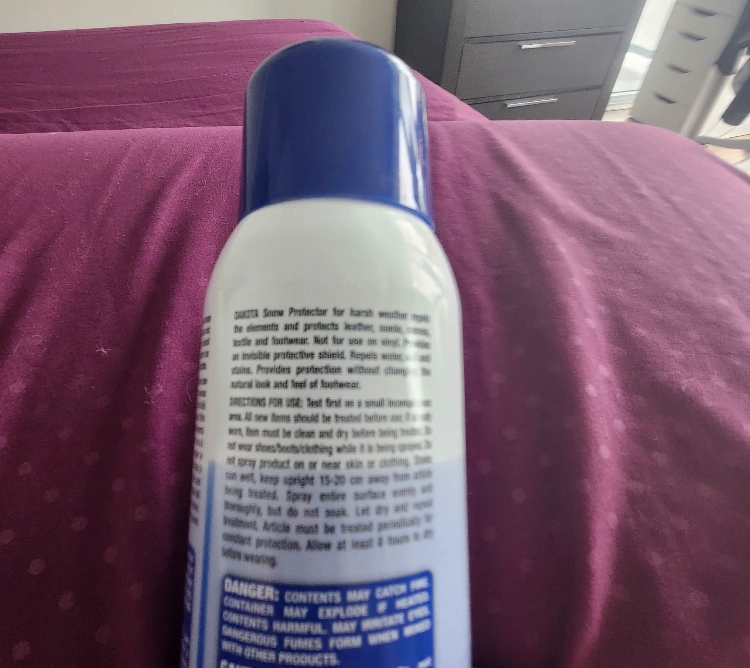 DAKOTA Snow Protector for harsh weather repels
the elements and protects leather, suede,
textile and footwear. Not for use on vinyl. Provides
an invisible protective shield. Repels water, and
stains. Provides protection without changing the
natural look and feel of footwear.
DIRECTIONS FOR USE: Test first on a small
area. All new items should be treated before use. If
worn, item must be clean and dry before being treated. Do
not wear shoes/boots/clothing while it is being sprayed. Do
not spray product on or near skin or clothing. Shake
can well, keep upright 15-20 cm away from article
being treated. Spray entire surface evenly and
thoroughly, but do not soak. Let dry and repeat
treatment. Article must be treated periodically for
constant protection. Allow at least hours to dry
before wearing.
DANGER: CONTENTS MAY CATCH FIRE.
CONTAINER MAY EXPLODE IF HEATED.
CONTENTS HARMFUL. MAY IRRITATE EYES.
DANGEROUS FUMES FORM WHEN MIXED
WITH OTHER PRODUCTS.